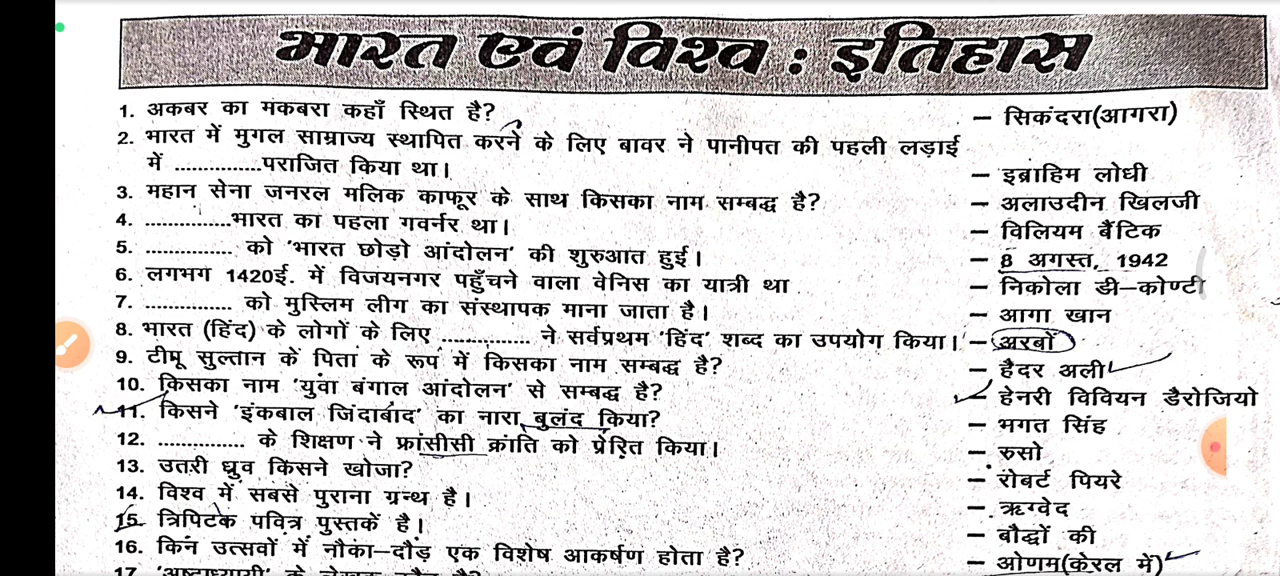 भारत एवं विश्व : इतिहास
1. अकबर का मकबरा कहाँ स्थित है? – सिकंदरा(आगरा)
2. भारत में मुगल साम्राज्य स्थापित करने के लिए बावर ने पानीपत की पहली लड़ाई
में ..............पराजित किया था। – इब्राहिम लोधी
3. महान सेना जनरल मलिक काफूर के साथ किसका नाम सम्बद्ध है? – अलाउदीन खिलजी
4. ..............भारत का पहला गवर्नर था। – विलियम बैंटिक
5. .............. को 'भारत छोड़ो आंदोलन' की शुरुआत हुई। – 8 अगस्त, 1942
6. लगभग 1420ई. में विजयनगर पहुँचने वाला वेनिस का यात्री था – निकोला डी–कोण्टी
7. .............. को मुस्लिम लीग का संस्थापक माना जाता है। – आगा खान
8. भारत (हिंद) के लोगों के लिए .............. ने सर्वप्रथम 'हिंद' शब्द का उपयोग किया। – अरबों
9. टीमू सुल्तान के पिता के रूप में किसका नाम सम्बद्ध है? – हैदर अली
10. किसका नाम 'युवा बंगाल आंदोलन' से सम्बद्ध है? – हेनरी विवियन डैरोजियो
11. किसने 'इंकबाल जिंदाबाद' का नारा बुलंद किया? – भगत सिंह
12. .............. के शिक्षण ने फ्रांसीसी क्रांति को प्रेरित किया। – रुसो
13. उतरी ध्रुव किसने खोजा? – रोबर्ट पियरे
14. विश्व में सबसे पुराना ग्रन्थ है। – ऋग्वेद
15. त्रिपिटक पवित्र पुस्तकें है। – बौद्धों की
16. किन उत्सवों में नौका–दौड़ एक विशेष आकर्षण होता है? – ओणम(केरल में)